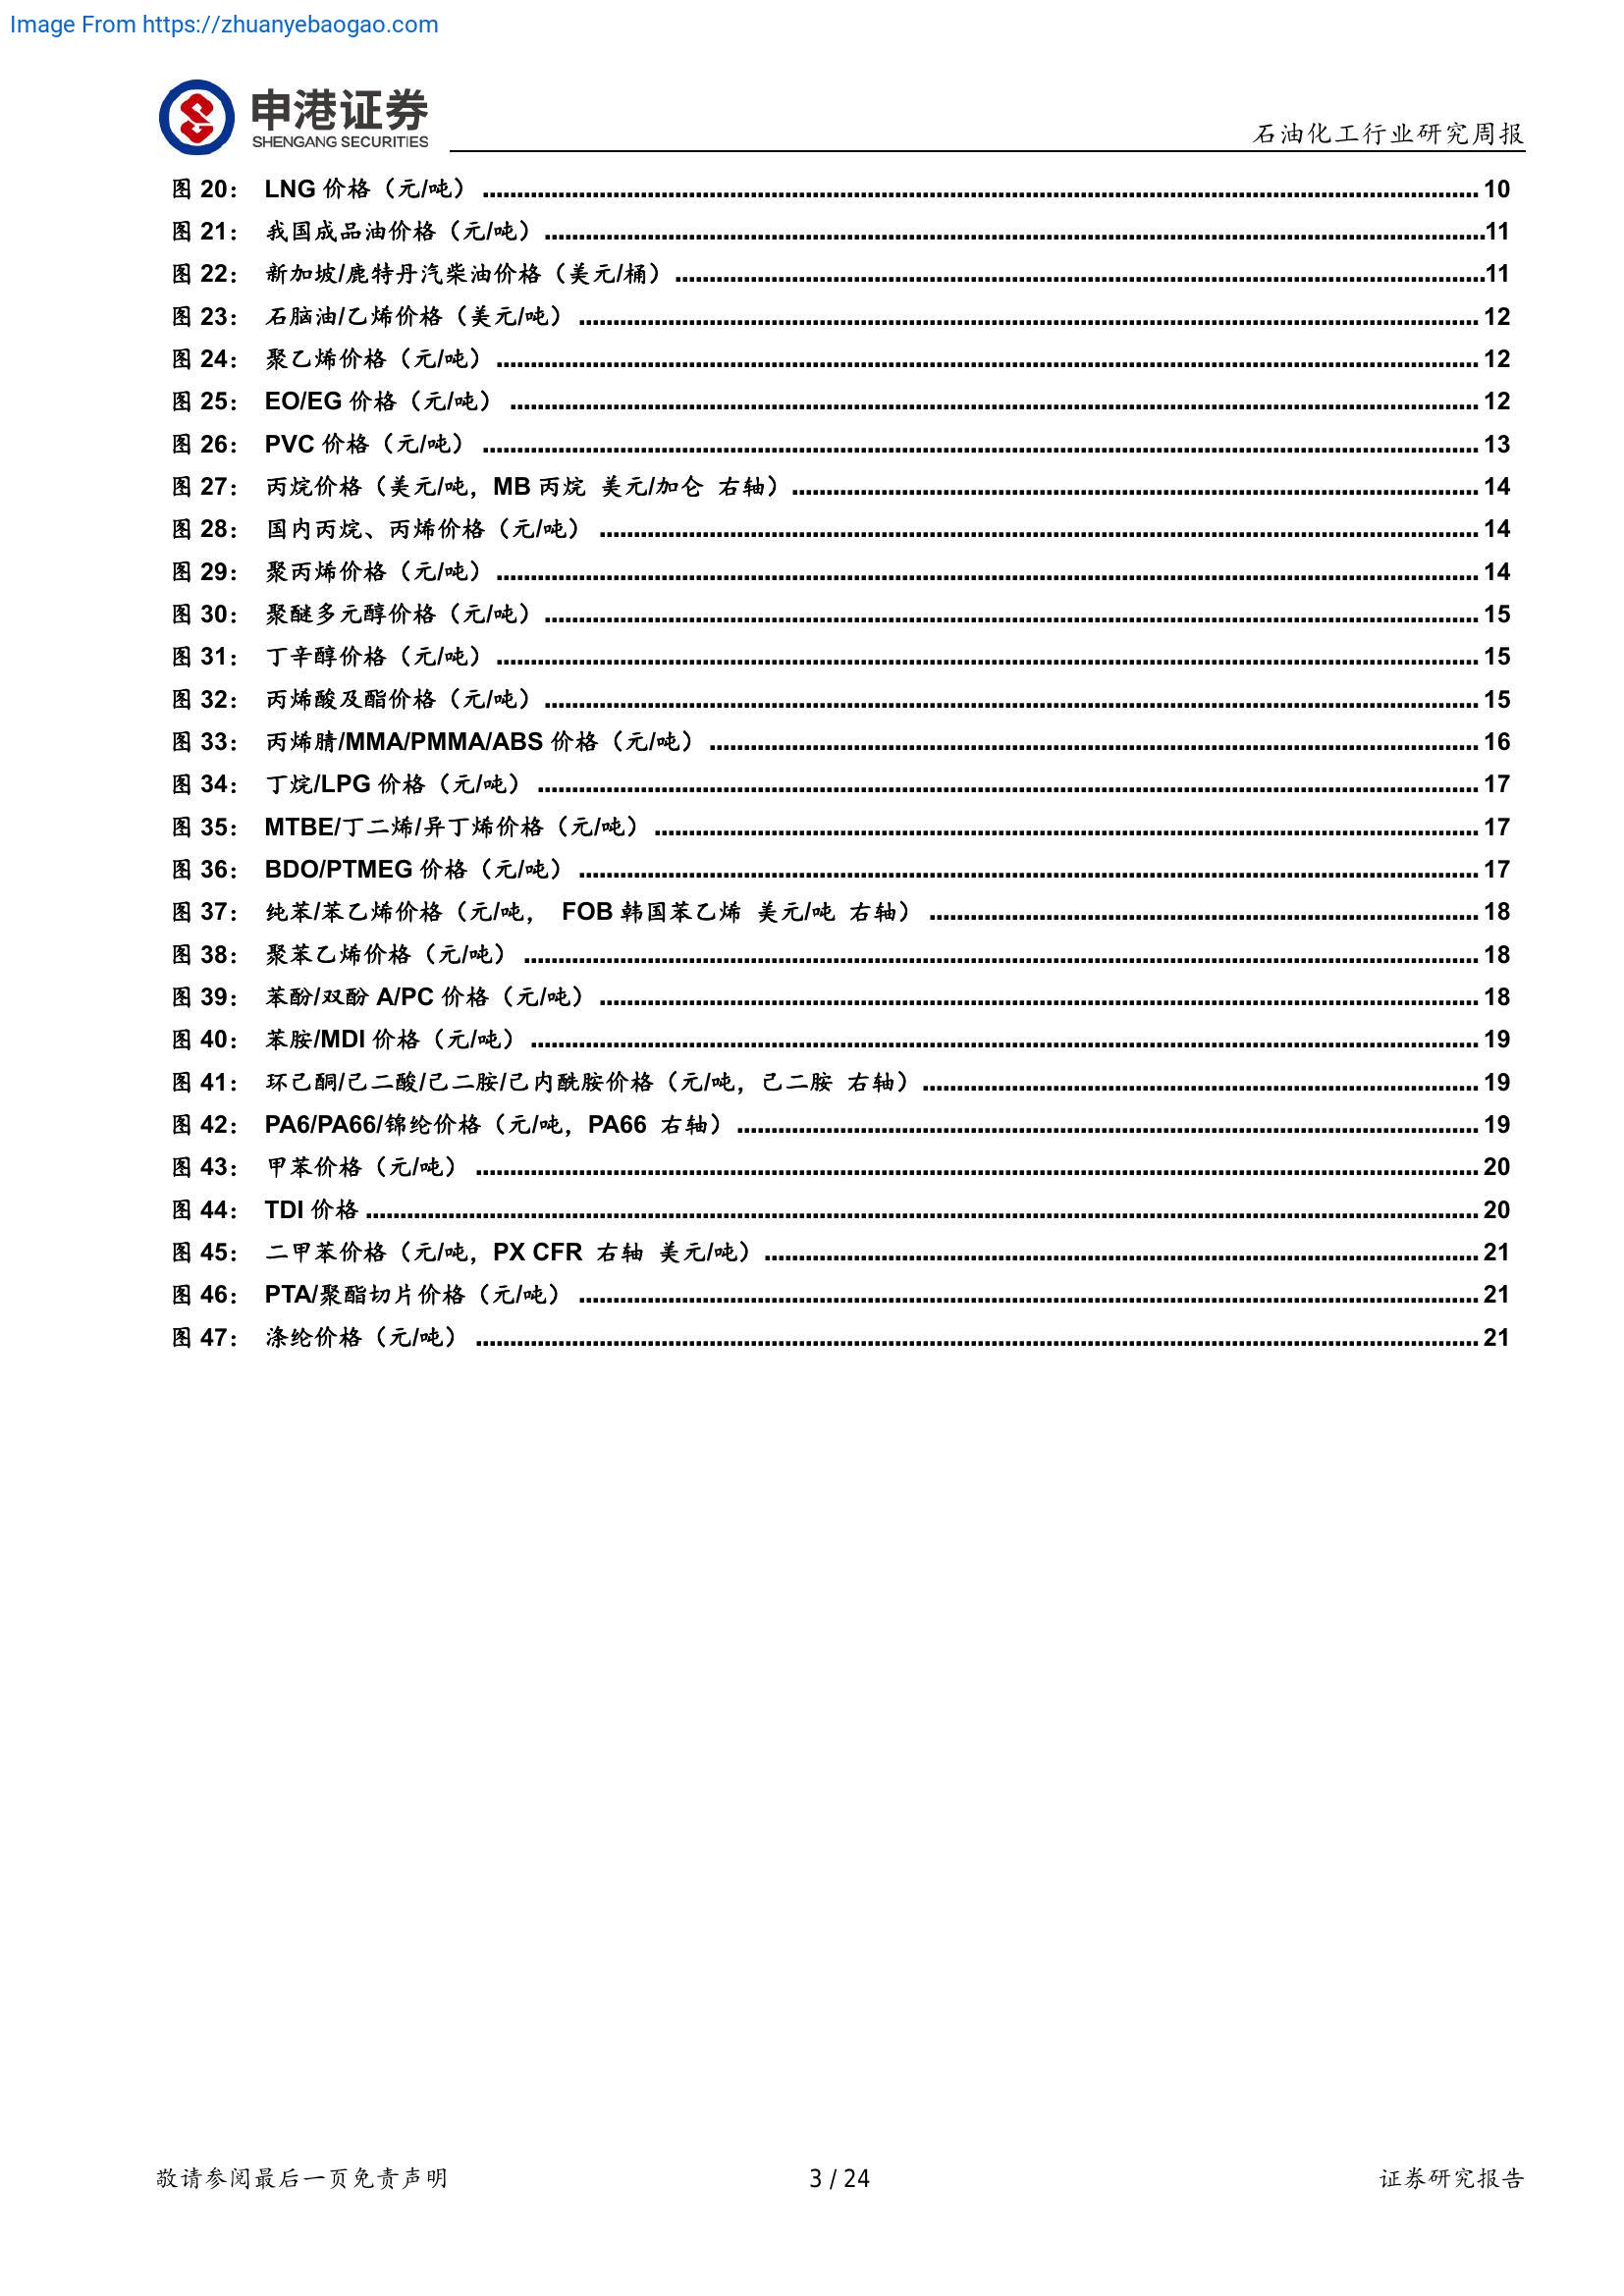 Image From https://zhuanyebaogao.com
申港证券
SHENGANG SECURITIES
石油化工行业研究周报
图 20： LNG 价格（元/吨） ........ 10
图 21： 我国成品油价格（元/吨） ........ 11
图 22： 新加坡/鹿特丹汽柴油价格（美元/桶） ........ 11
图 23： 石脑油/乙烯价格（美元/吨） ........ 12
图 24： 聚乙烯价格（元/吨） ........ 12
图 25： EO/EG 价格（元/吨） ........ 12
图 26： PVC 价格（元/吨） ........ 13
图 27： 丙烷价格（美元/吨，MB 丙烷 美元/加仑 右轴） ........ 14
图 28： 国内丙烷、丙烯价格（元/吨） ........ 14
图 29： 聚丙烯价格（元/吨） ........ 14
图 30： 聚醚多元醇价格（元/吨） ........ 15
图 31： 丁辛醇价格（元/吨） ........ 15
图 32： 丙烯酸及酯价格（元/吨） ........ 15
图 33： 丙烯腈/MMA/PMMA/ABS 价格（元/吨） ........ 16
图 34： 丁烷/LPG 价格（元/吨） ........ 17
图 35： MTBE/丁二烯/异丁烯价格（元/吨） ........ 17
图 36： BDO/PTMEG 价格（元/吨） ........ 17
图 37： 纯苯/苯乙烯价格（元/吨， FOB 韩国苯乙烯 美元/吨 右轴） ........ 18
图 38： 聚苯乙烯价格（元/吨） ........ 18
图 39： 苯酚/双酚 A/PC 价格（元/吨） ........ 18
图 40： 苯胺/MDI 价格（元/吨） ........ 19
图 41： 环己酮/己二酸/己二胺/己内酰胺价格（元/吨，己二胺 右轴） ........ 19
图 42： PA6/PA66/锦纶价格（元/吨，PA66 右轴） ........ 19
图 43： 甲苯价格（元/吨） ........ 20
图 44： TDI 价格 ........ 20
图 45： 二甲苯价格（元/吨，PX CFR 右轴 美元/吨） ........ 21
图 46： PTA/聚酯切片价格（元/吨） ........ 21
图 47： 涤纶价格（元/吨） ........ 21
敬请参阅最后一页免责声明
3 / 24
证券研究报告